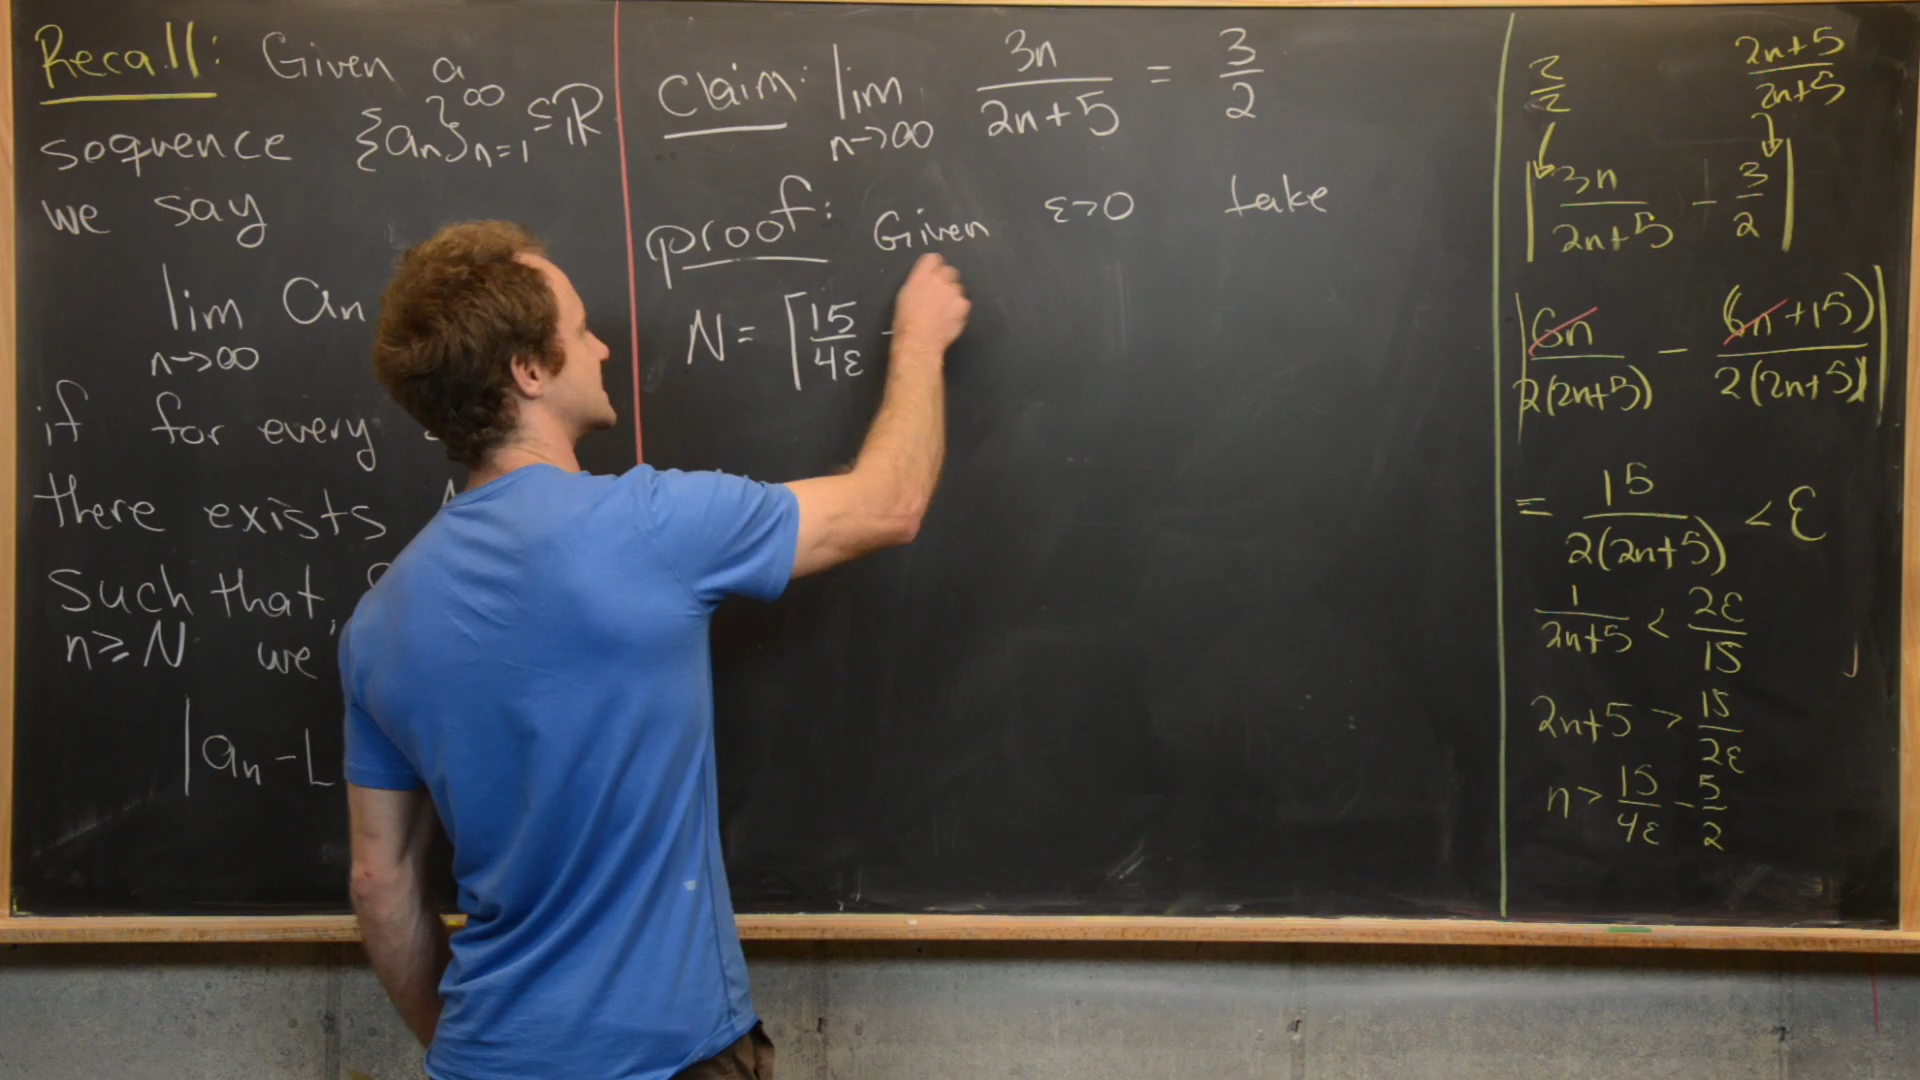 Recall: Given a
sequence {an}∞n=1 ⊆ ℝ
we say
lim n→∞ an
if for every
there exists
Such that,
n ≥ N we
|an - L
Claim: lim n→∞ 3n/(2n+5) = 3/2
proof: Given ε>0 take
N = ⌈15/4ε -
2/2 (2n+5)/(2n+5)
|3n/(2n+5) - 3/2|
|6n/2(2n+5) - (6n+15)/2(2n+5)|
= 15/2(2n+5) < ε
1/(2n+5) < 2ε/15
2n+5 > 15/2ε
n > 15/4ε - 5/2